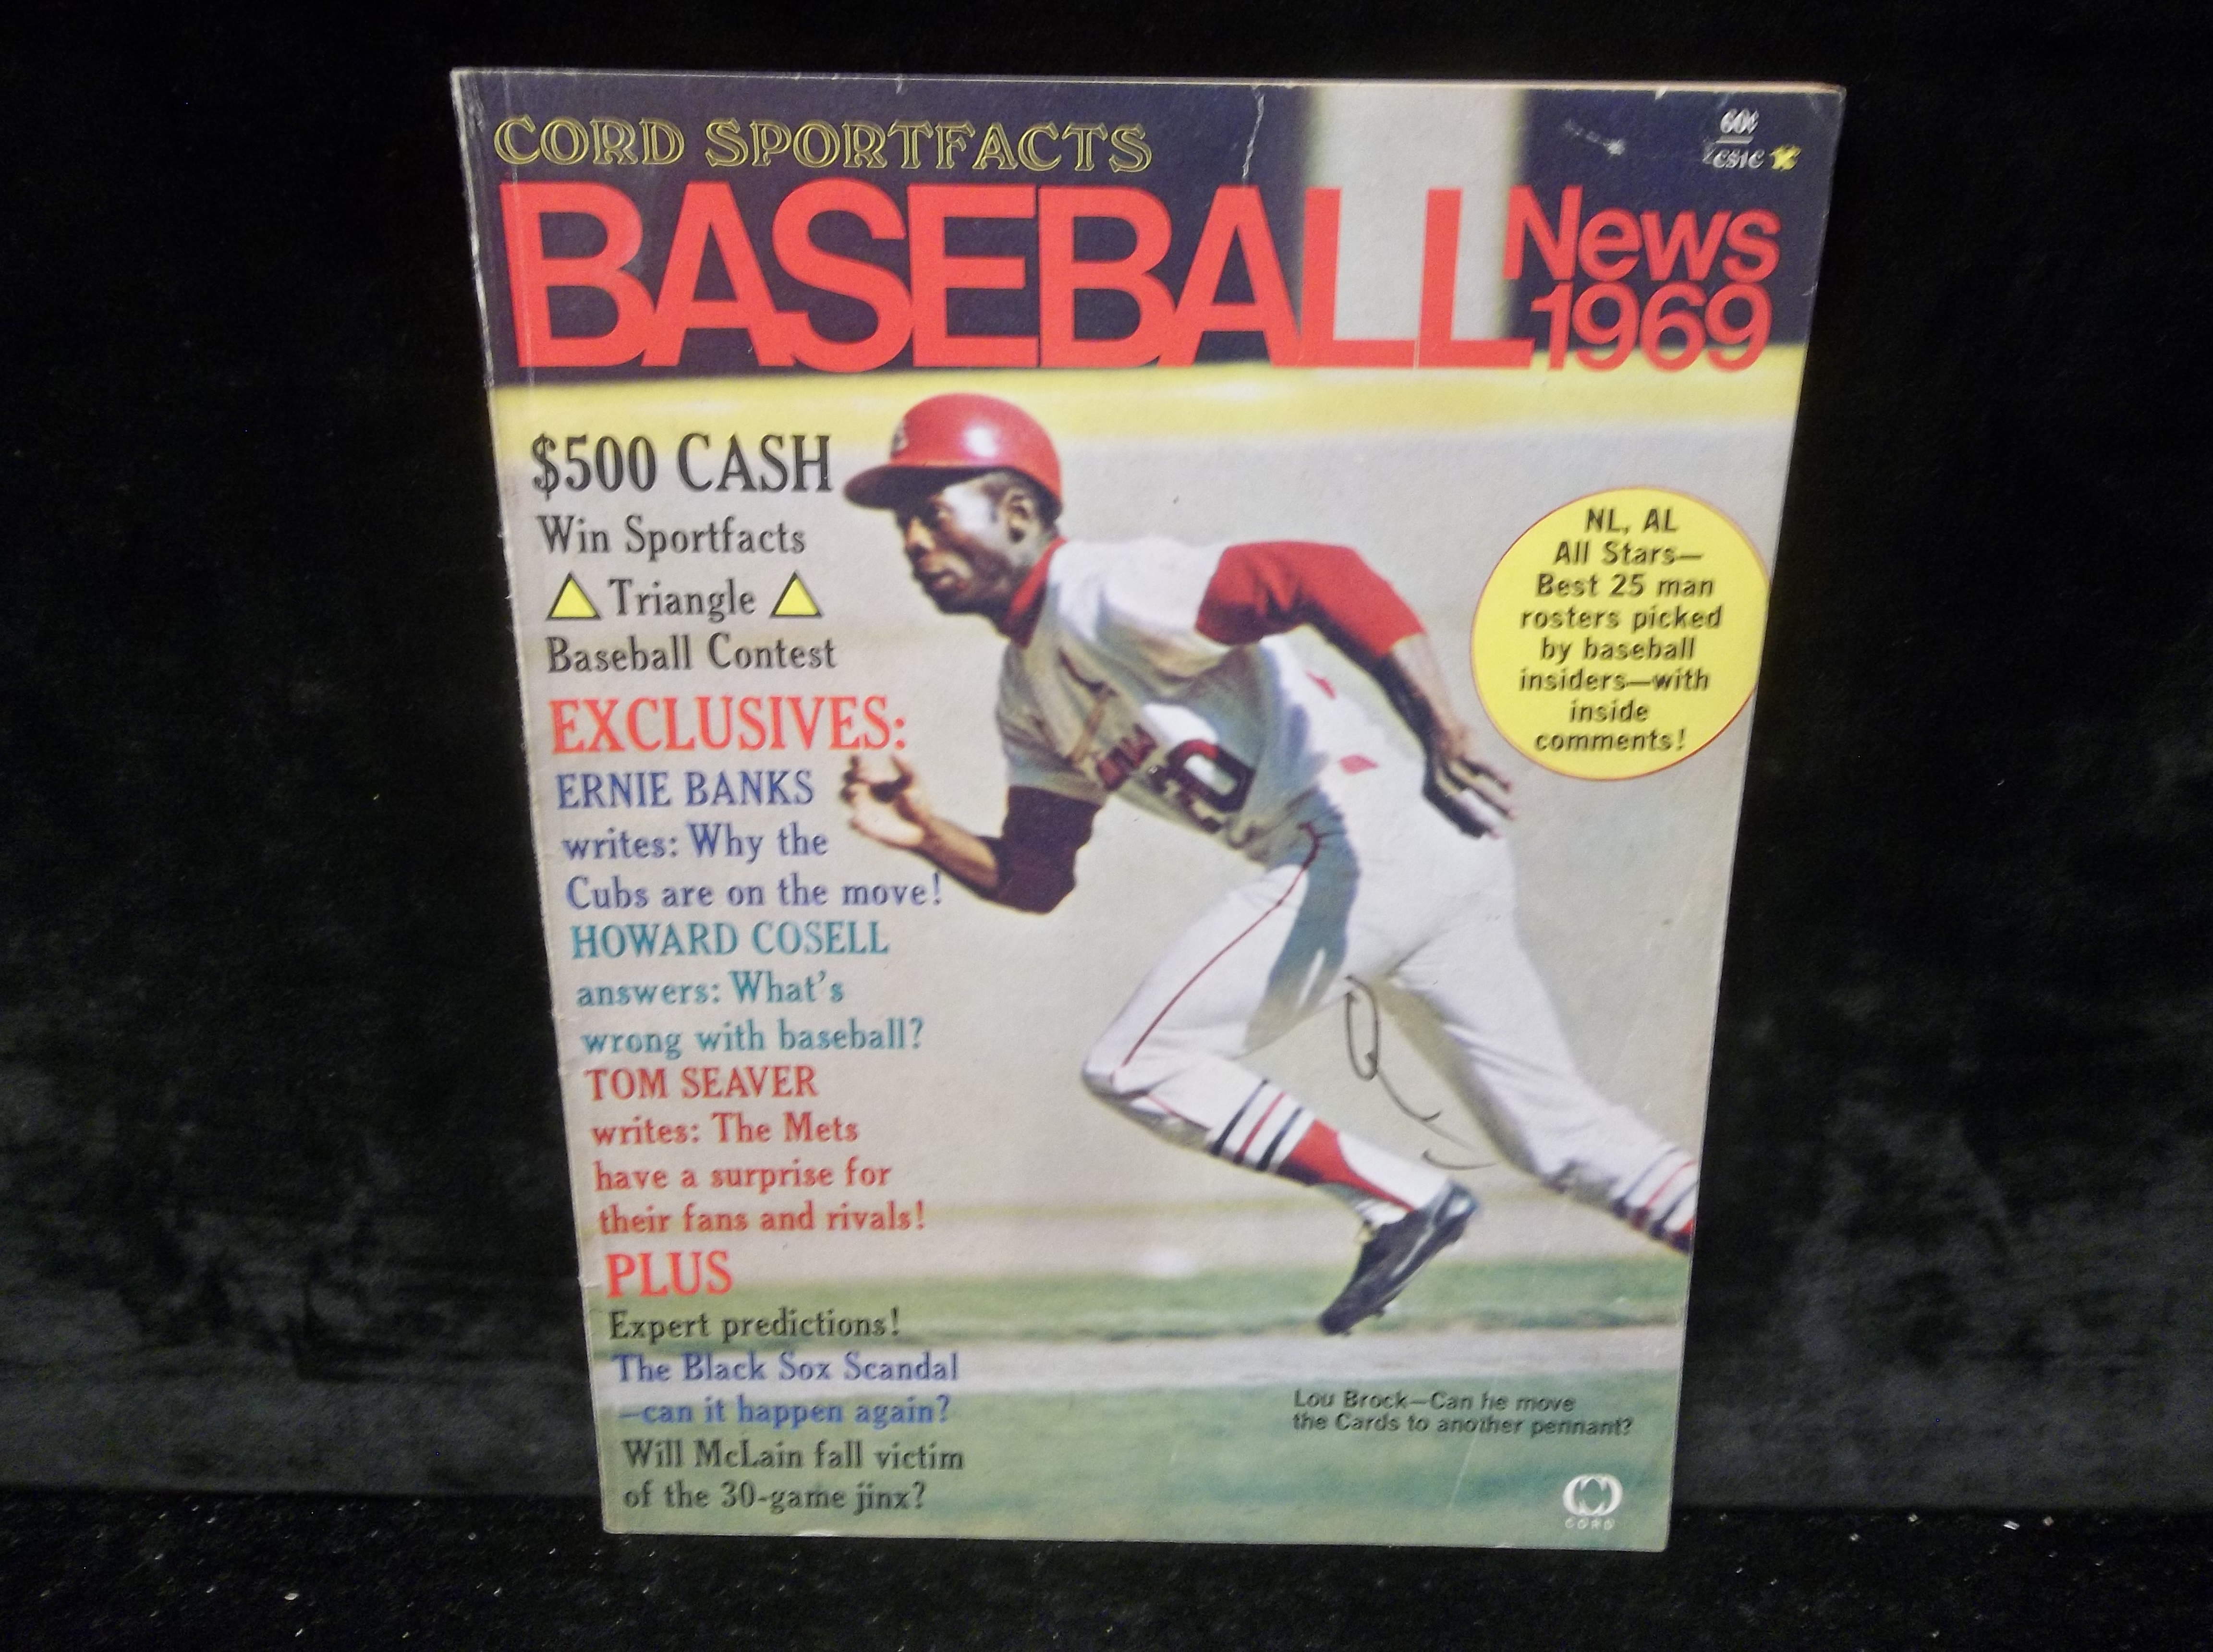 CORD SPORTFACTS
60¢
CSIC
BASEBALL
News
1969
$500 CASH
Win Sportfacts
Triangle
Baseball Contest
EXCLUSIVES:
ERNIE BANKS
writes: Why the
Cubs are on the move!
HOWARD COSELL
answers: What's
wrong with baseball?
TOM SEAVER
writes: The Mets
have a surprise for
their fans and rivals!
PLUS
Expert predictions!
The Black Sox Scandal
—can it happen again?
Will McLain fall victim
of the 30-game jinx?
NL, AL
All Stars—
Best 25 man
rosters picked
by baseball
insiders—with
inside
comments!
Lou Brock—Can he move
the Cards to another pennant?
CORD